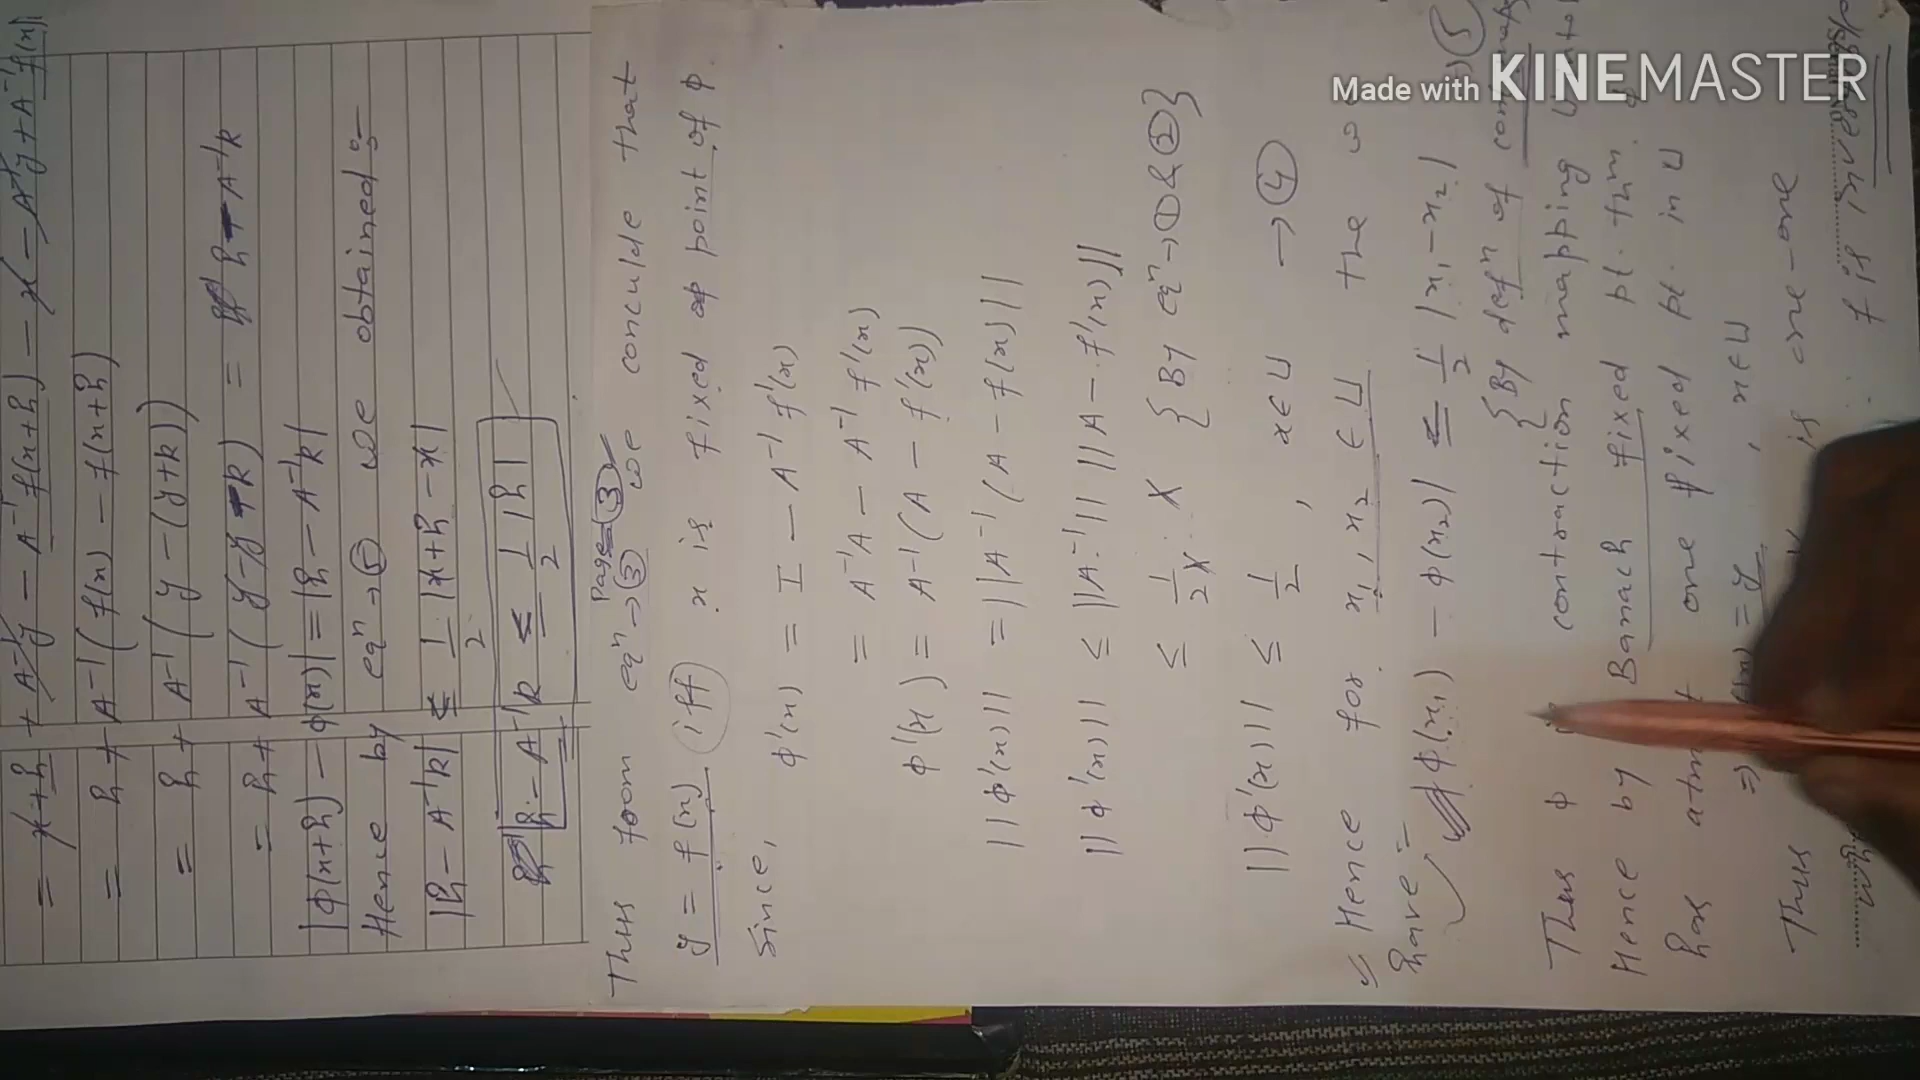 = x+h + A⁻¹y - A⁻¹f(x+h) - x - A⁻¹y + A⁻¹f(x)
= h + A⁻¹(f(x) - f(x+h))
= h + A⁻¹(y - (y+k))
= h + A⁻¹(y-y-k) = h - A⁻¹k
|φ(x+h) - φ(x)| = |h - A⁻¹k|
Hence by eqⁿ→⑤ we obtained :-
|h - A⁻¹k| ≤ 1/2 |x+h-x|
|h - A⁻¹k| ≤ 1/2 |h|
Page ③
Thus from eqⁿ→③ we conculde that
y = f(x) iff x is fixed point of φ.
Since, φ'(x) = I - A⁻¹f'(x)
= A⁻¹A - A⁻¹f'(x)
φ'(x) = A⁻¹(A - f'(x))
||φ'(x)|| = ||A⁻¹(A - f'(x)||
||φ'(x)|| ≤ ||A⁻¹|| ||A - f'(x)||
≤ 1/2λ · λ {By eqⁿ→①&②}
||φ'(x)|| ≤ 1/2 , x∈U → ④
Hence for x₁, x₂ ∈ U the we
have -
|φ(x₁) - φ(x₂)| ≤ 1/2 |x₁-x₂| → ⑤
{By defⁿ of
Thus φ contraction mapping U
Hence by Banach fixed pt. thm. φ
has one fixed pt. in U
⇒ = y , x∈U
Thus is one-one
f is one-one
Made with KINEMASTER